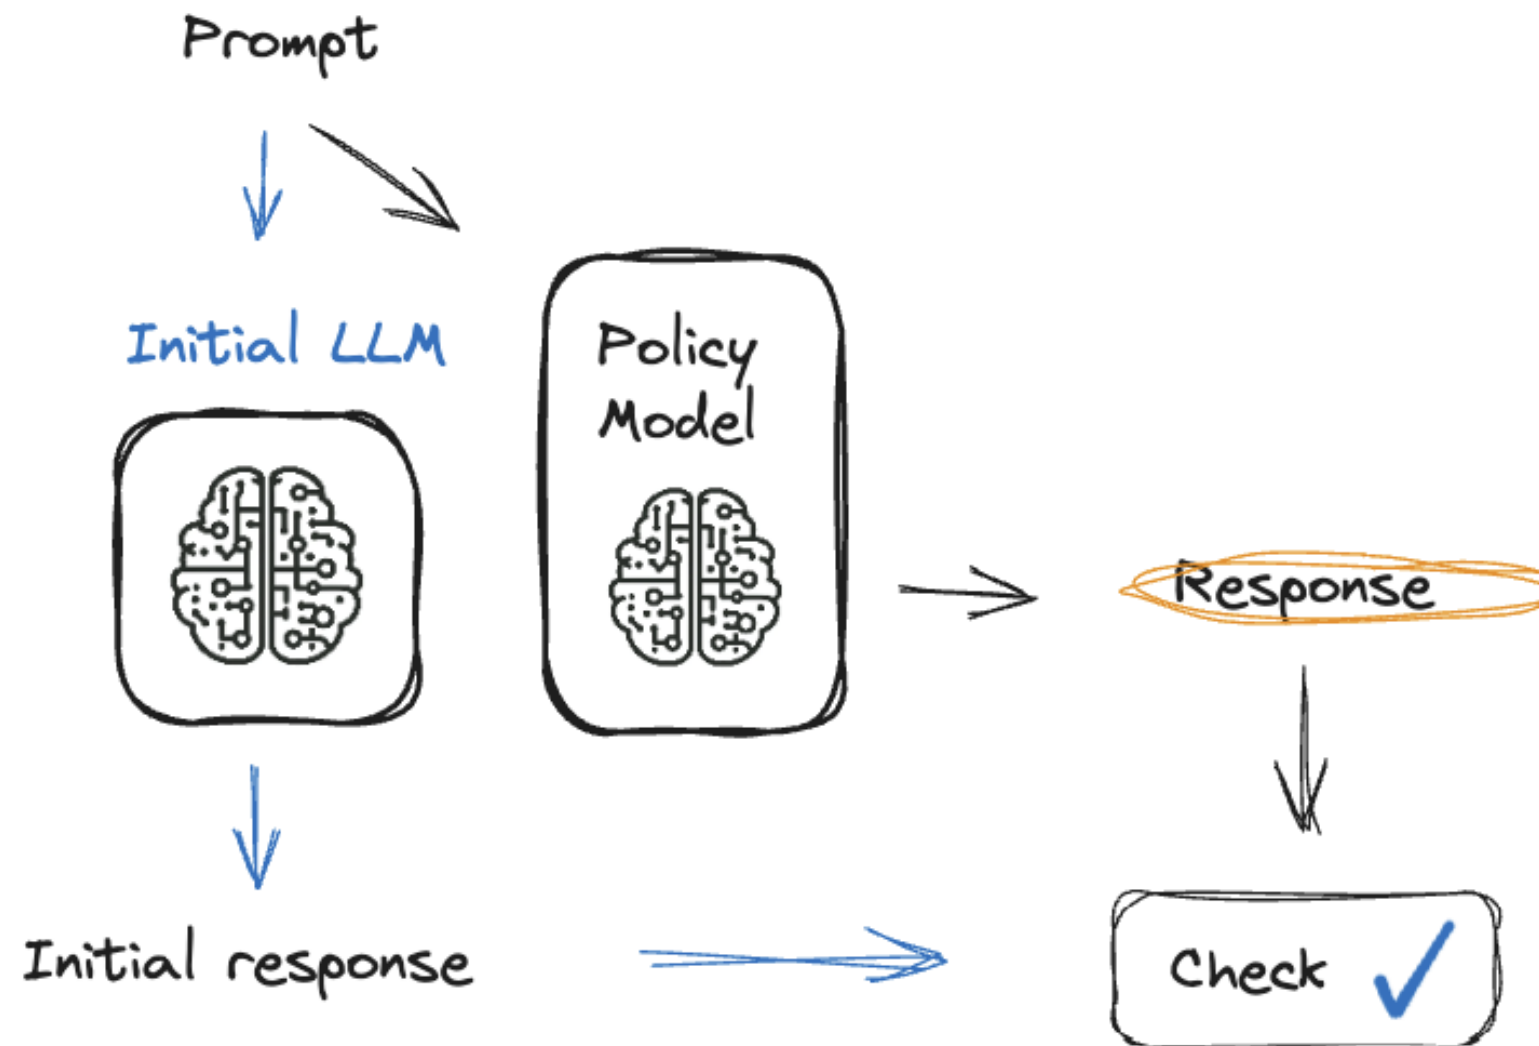 Prompt
Initial LLM
Policy
Model
Response
Initial response
Check